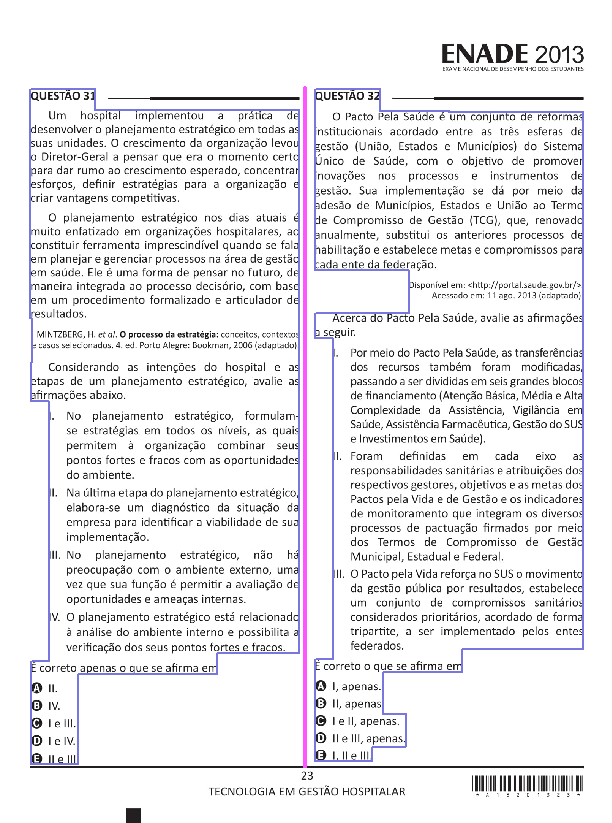 ENADE 2013
EXAME NACIONAL DE DESEMPENHO DOS ESTUDANTES
QUESTÃO 31
Um hospital implementou a prática de
desenvolver o planejamento estratégico em todas as
suas unidades. O crescimento da organização levou
o Diretor-Geral a pensar que era o momento certo
para dar rumo ao crescimento esperado, concentrar
esforços, definir estratégias para a organização e
criar vantagens competitivas.
O planejamento estratégico nos dias atuais é
muito enfatizado em organizações hospitalares, ao
constituir ferramenta imprescindível quando se fala
em planejar e gerenciar processos na área de gestão
em saúde. Ele é uma forma de pensar no futuro, de
maneira integrada ao processo decisório, com base
em um procedimento formalizado e articulador de
resultados.
MINTZBERG, H. et al. O processo da estratégia: conceitos, contextos
e casos selecionados. 4. ed. Porto Alegre: Bookman, 2006 (adaptado)
Considerando as intenções do hospital e as
etapas de um planejamento estratégico, avalie as
afirmações abaixo.
I. No planejamento estratégico, formulam-
se estratégias em todos os níveis, as quais
permitem à organização combinar seus
pontos fortes e fracos com as oportunidades
do ambiente.
II. Na última etapa do planejamento estratégico,
elabora-se um diagnóstico da situação da
empresa para identificar a viabilidade de sua
implementação.
III. No planejamento estratégico, não há
preocupação com o ambiente externo, uma
vez que sua função é permitir a avaliação de
oportunidades e ameaças internas.
IV. O planejamento estratégico está relacionado
à análise do ambiente interno e possibilita a
verificação dos seus pontos fortes e fracos.
É correto apenas o que se afirma em
A II.
B IV.
C I e III.
D I e IV.
E II e III
QUESTÃO 32
O Pacto Pela Saúde é um conjunto de reformas
institucionais acordado entre as três esferas de
gestão (União, Estados e Municípios) do Sistema
Único de Saúde, com o objetivo de promover
inovações nos processos e instrumentos de
gestão. Sua implementação se dá por meio da
adesão de Municípios, Estados e União ao Termo
de Compromisso de Gestão (TCG), que, renovado
anualmente, substitui os anteriores processos de
habilitação e estabelece metas e compromissos para
cada ente da federação.
Disponível em: <http://portal.saude.gov.br/>
Acessado em: 11 ago. 2013 (adaptado)
Acerca do Pacto Pela Saúde, avalie as afirmações
a seguir.
I. Por meio do Pacto Pela Saúde, as transferências
dos recursos também foram modificadas,
passando a ser divididas em seis grandes blocos
de financiamento (Atenção Básica, Média e Alta
Complexidade da Assistência, Vigilância em
Saúde, Assistência Farmacêutica, Gestão do SUS
e Investimentos em Saúde).
II. Foram definidas em cada eixo as
responsabilidades sanitárias e atribuições dos
respectivos gestores, objetivos e as metas dos
Pactos pela Vida e de Gestão e os indicadores
de monitoramento que integram os diversos
processos de pactuação firmados por meio
dos Termos de Compromisso de Gestão
Municipal, Estadual e Federal.
III. O Pacto pela Vida reforça no SUS o movimento
da gestão pública por resultados, estabelece
um conjunto de compromissos sanitários
considerados prioritários, acordado de forma
tripartite, a ser implementado pelos entes
federados.
É correto o que se afirma em
A I, apenas.
B II, apenas
C I e II, apenas.
D II e III, apenas.
E I, II e III
23
TECNOLOGIA EM GESTÃO HOSPITALAR